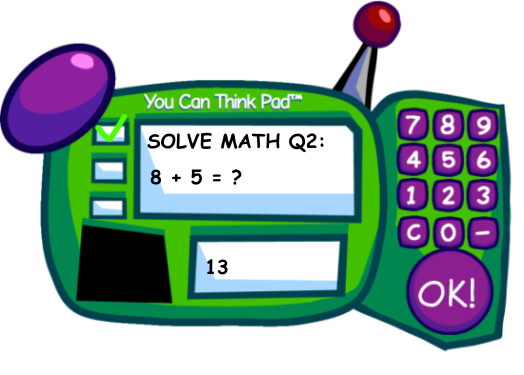 You Can Think Pad™
SOLVE MATH Q2:
8 + 5 = ?
13
7 8 9
4 5 6
1 2 3
C 0 –
OK!